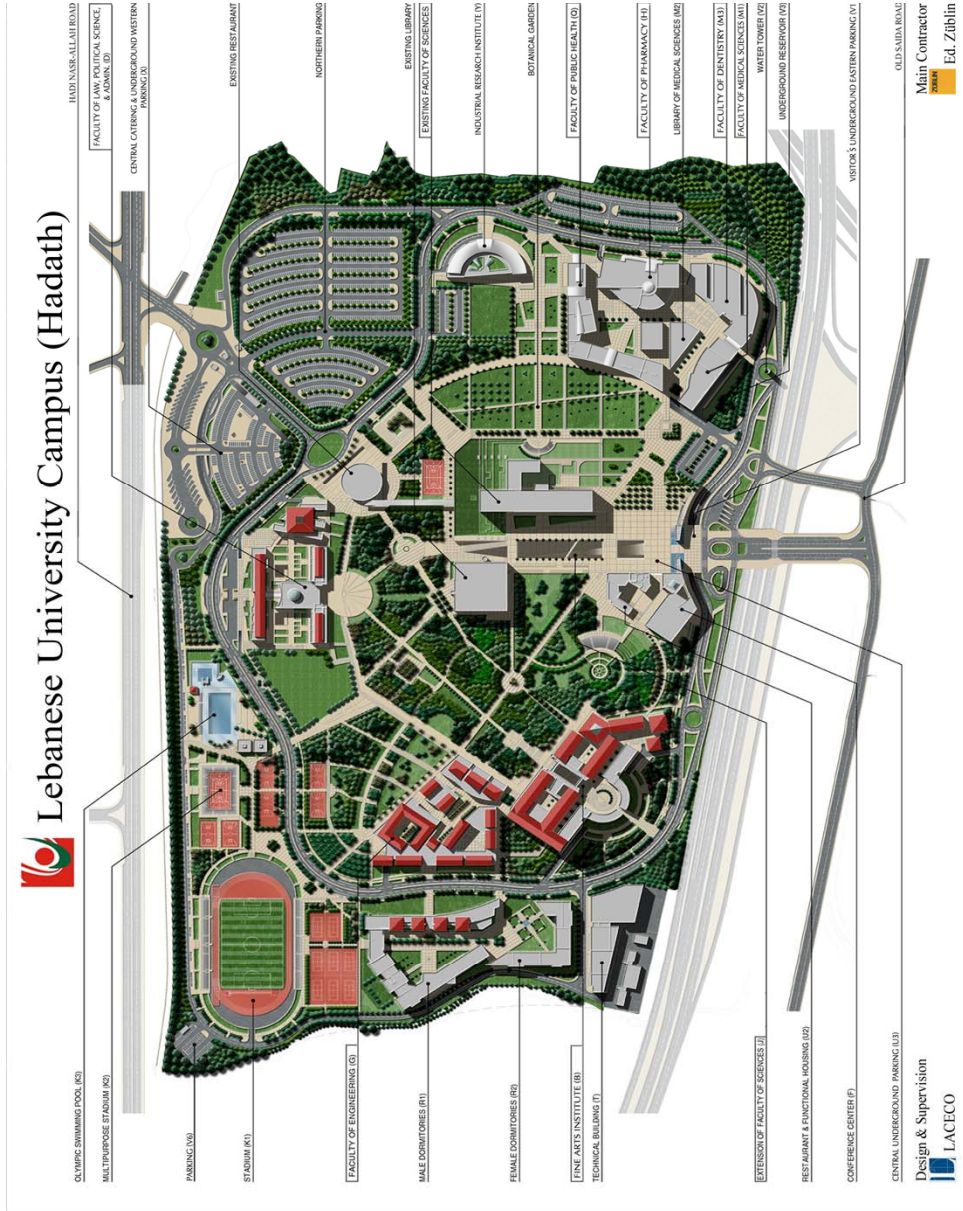 Lebanese University Campus (Hadath)
OLYMPIC SWIMMING POOL (K3)
MULTIPURPOSE STADIUM (K2)
PARKING (V6)
STADIUM (K1)
FACULTY OF ENGINEERING (G)
MALE DORMITORIES (R1)
FEMALE DORMITORIES (R2)
FINE ARTS INSTITUTE (B)
TECHNICAL BUILDING (T)
EXTENSION OF FACULTY OF SCIENCES (J)
RESTAURANT & FUNCTIONAL HOUSING (U2)
CONFERENCE CENTER (F)
CENTRAL UNDERGROUND PARKING (U3)
Design & Supervision
LACECO
HADI NASR-ALLAH ROAD
FACULTY OF LAW, POLITICAL SCIENCE,
& ADMIN. (D)
CENTRAL CATERING & UNDERGROUND WESTERN
PARKING (X)
EXISTING RESTAURANT
NORTHERN PARKING
EXISTING LIBRARY
EXISTING FACULTY OF SCIENCES
INDUSTRIAL RESEARCH INSTITUTE (Y)
BOTANICAL GARDEN
FACULTY OF PUBLIC HEALTH (Q)
FACULTY OF PHARMACY (H)
LIBRARY OF MEDICAL SCIENCES (M2)
FACULTY OF DENTISTRY (M3)
FACULTY OF MEDICAL SCIENCES (M1)
WATER TOWER (V2)
UNDERGROUND RESERVOIR (V3)
VISITOR'S UNDERGROUND EASTERN PARKING (V)
OLD SAIDA ROAD
Main Contractor
ZÜBLIN
Ed. Züblin